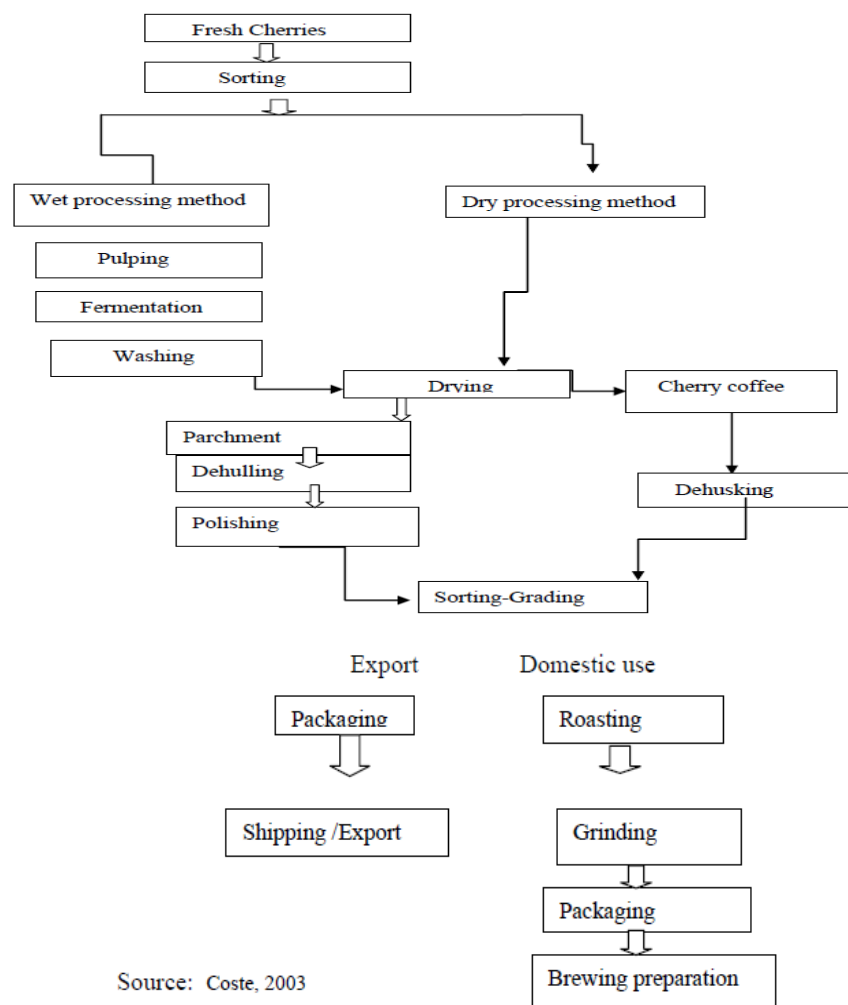 Fresh Cherries
Sorting
Wet processing method
Dry processing method
Pulping
Fermentation
Washing
Drying
Cherry coffee
Parchment
Dehulling
Dehusking
Polishing
Sorting-Grading
Export
Domestic use
Packaging
Roasting
Shipping /Export
Grinding
Packaging
Brewing preparation
Source: Coste, 2003